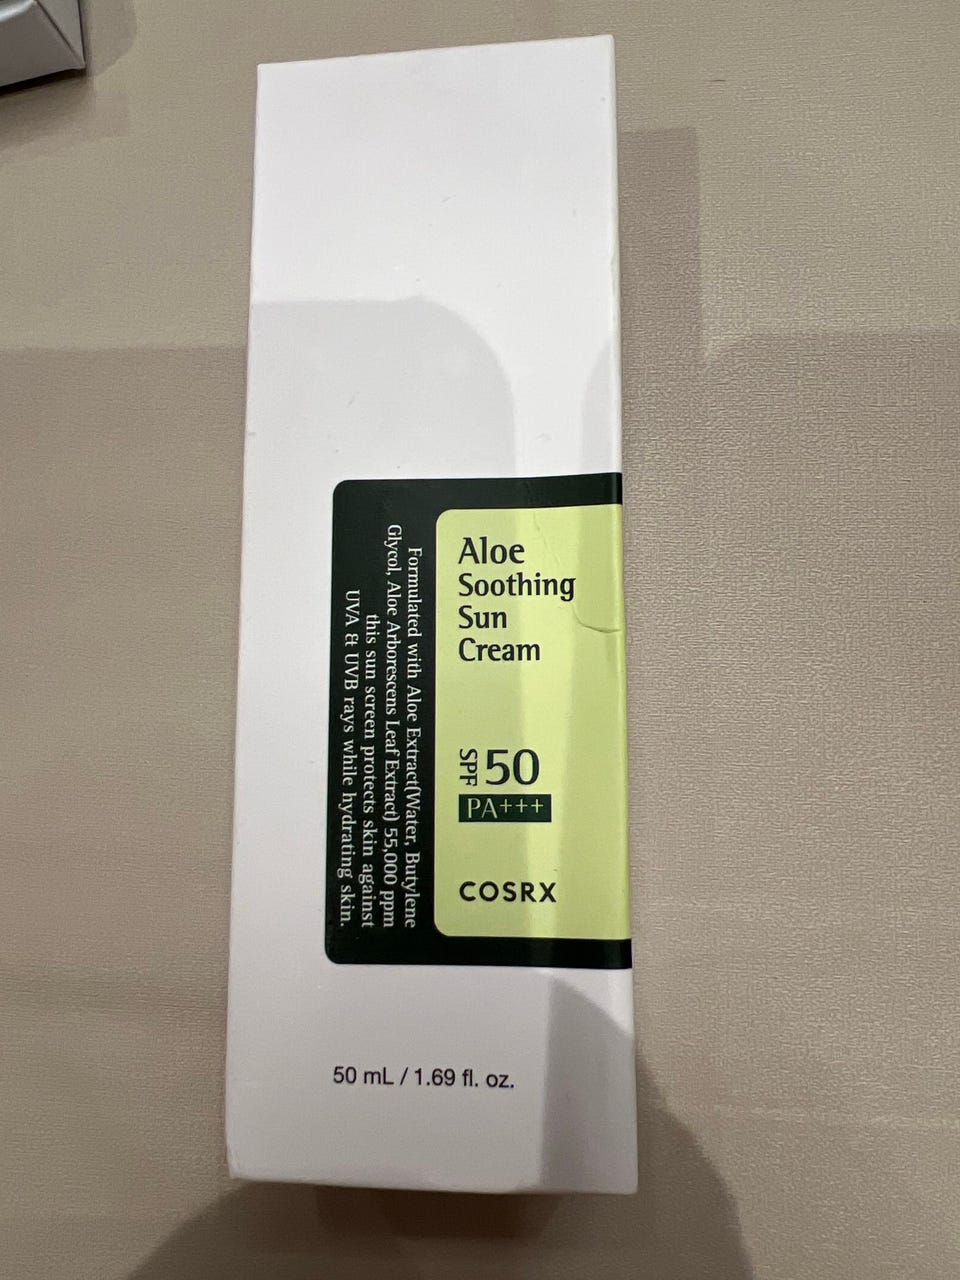 Aloe
Soothing
Sun
Cream
SPF 50
PA+++
COSRX
Formulated with Aloe Extract(Water, Butylene
Glycol, Aloe Arborescens Leaf Extract) 55,000 ppm
this sun screen protects skin against
UVA & UVB rays while hydrating skin.
50 mL / 1.69 fl. oz.